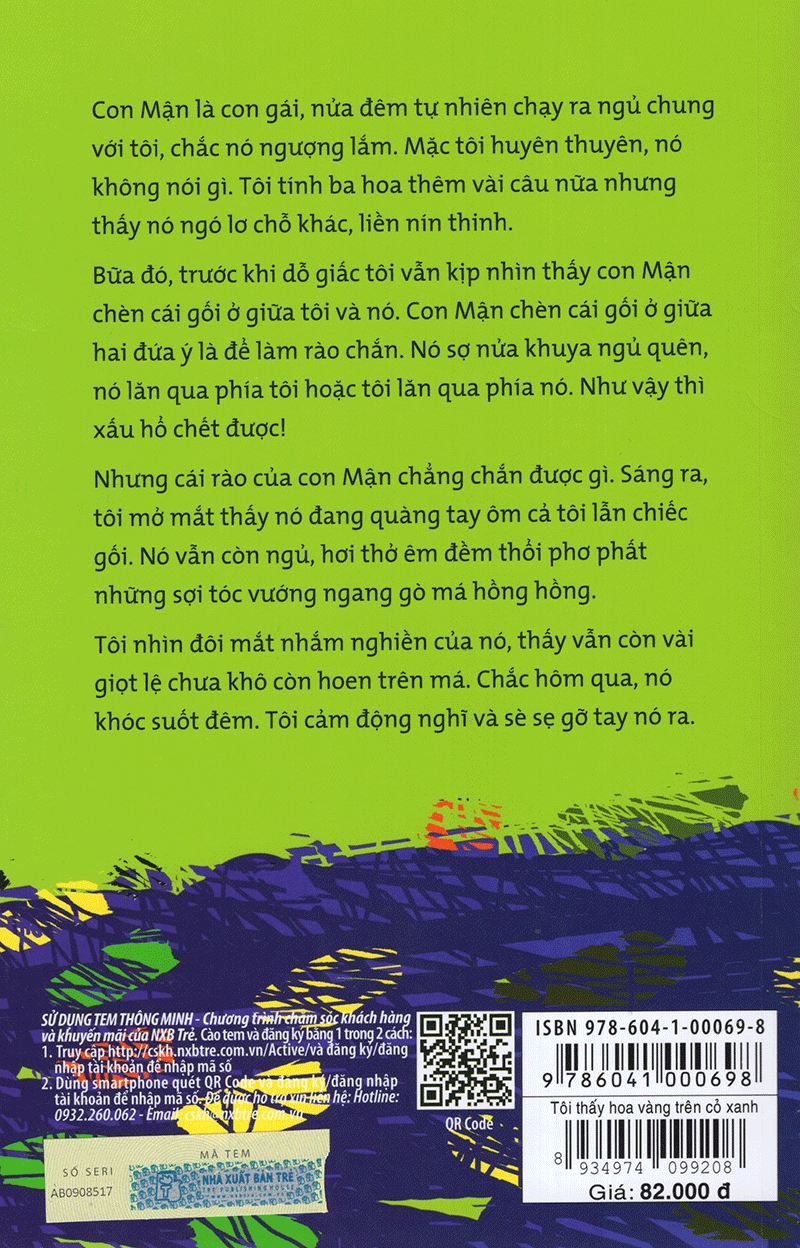 Con Mận là con gái, nửa đêm tự nhiên chạy ra ngủ chung
với tôi, chắc nó ngượng lắm. Mặc tôi huyên thuyên, nó
không nói gì. Tôi tính ba hoa thêm vài câu nữa nhưng
thấy nó ngó lơ chỗ khác, liền nín thinh.
Bữa đó, trước khi dỗ giấc tôi vẫn kịp nhìn thấy con Mận
chèn cái gối ở giữa tôi và nó. Con Mận chèn cái gối ở giữa
hai đứa ý là để làm rào chắn. Nó sợ nửa khuya ngủ quên,
nó lăn qua phía tôi hoặc tôi lăn qua phía nó. Như vậy thì
xấu hổ chết được!
Nhưng cái rào của con Mận chẳng chắn được gì. Sáng ra,
tôi mở mắt thấy nó đang quàng tay ôm cả tôi lẫn chiếc
gối. Nó vẫn còn ngủ, hơi thở êm đềm thổi phơ phất
những sợi tóc vướng ngang gò má hồng hồng.
Tôi nhìn đôi mắt nhắm nghiền của nó, thấy vẫn còn vài
giọt lệ chưa khô còn hoen trên má. Chắc hôm qua, nó
khóc suốt đêm. Tôi cảm động nghĩ và sè sẹ gỡ tay nó ra.
SỬ DỤNG TEM THÔNG MINH - Chương trình chăm sóc khách hàng
và khuyến mãi của NXB Trẻ. Cào tem và đăng ký bằng 1 trong 2 cách:
1. Truy cập http://cskh.nxbtre.com.vn/Active/và đăng ký/đăng
nhập tài khoản để nhập mã số
2. Dùng smartphone quét QR Code và đăng ký/đăng nhập
tài khoản để nhập mã số. Để được hỗ trợ xin liên hệ: Hotline:
0932.260.062 - Email: cskh@nxbtre.com.vn
QR Code
MÃ TEM
SỐ SERI
AB0908517
NHÀ XUẤT BẢN TRẺ
ISBN 978-604-1-00069-8
9 786041 000698
Tôi thấy hoa vàng trên cỏ xanh
8 934974 099208
Giá: 82.000 đ